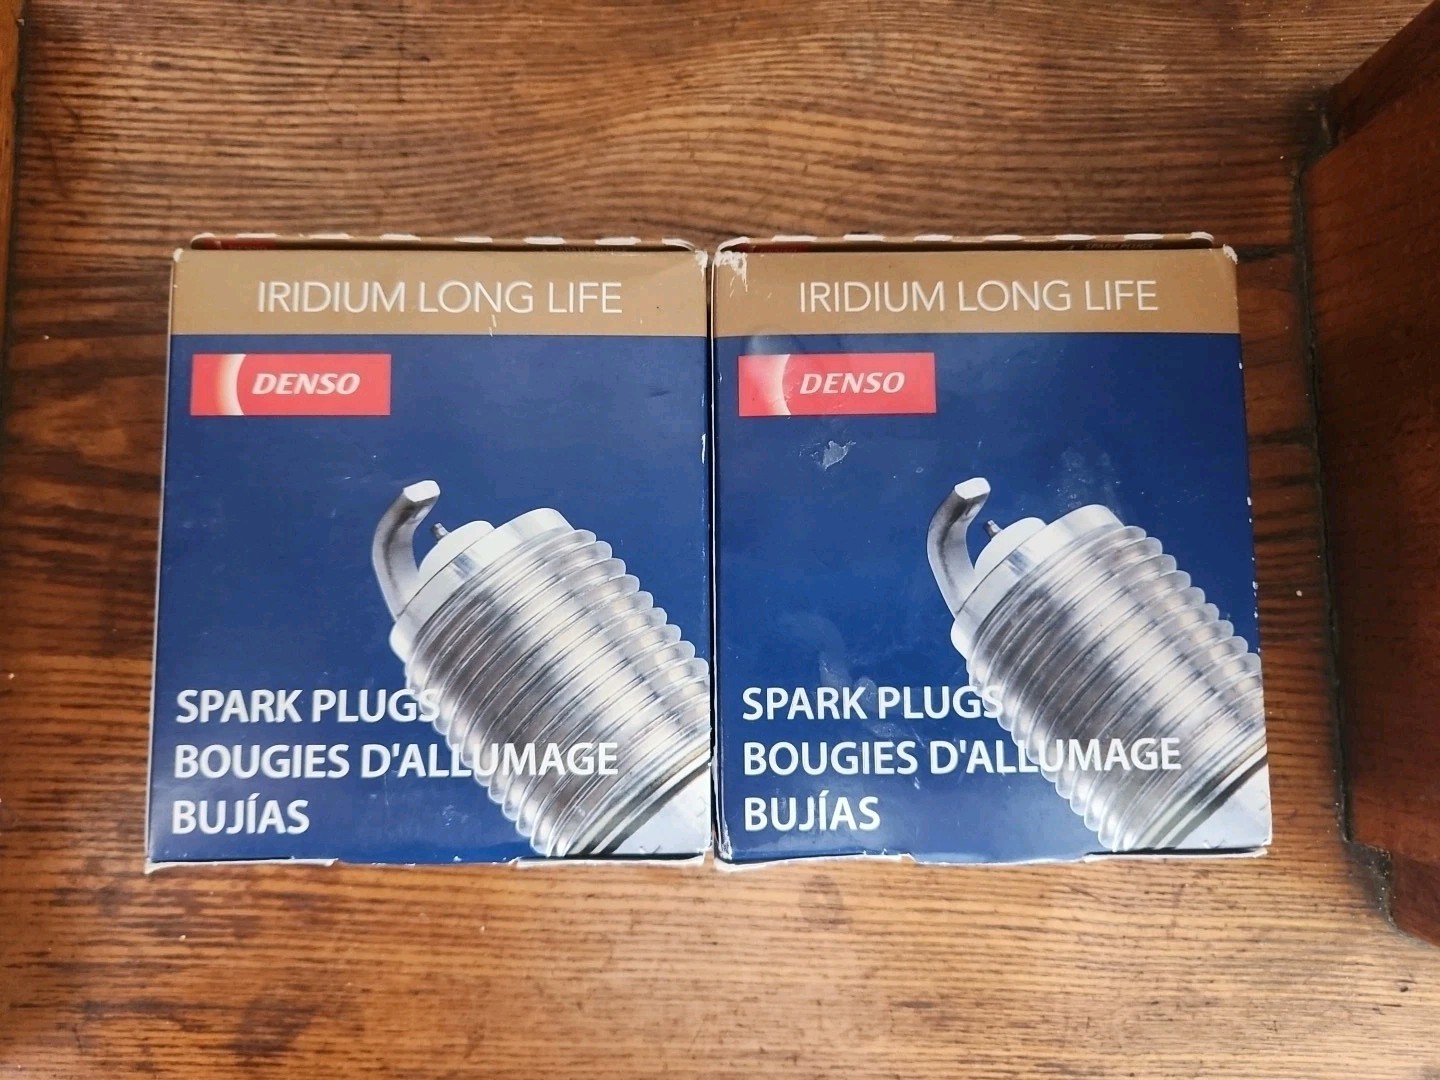 IRIDIUM LONG LIFE
DENSO
SPARK PLUGS
BOUGIES D'ALLUMAGE
BUJÍAS
IRIDIUM LONG LIFE
DENSO
SPARK PLUGS
BOUGIES D'ALLUMAGE
BUJÍAS